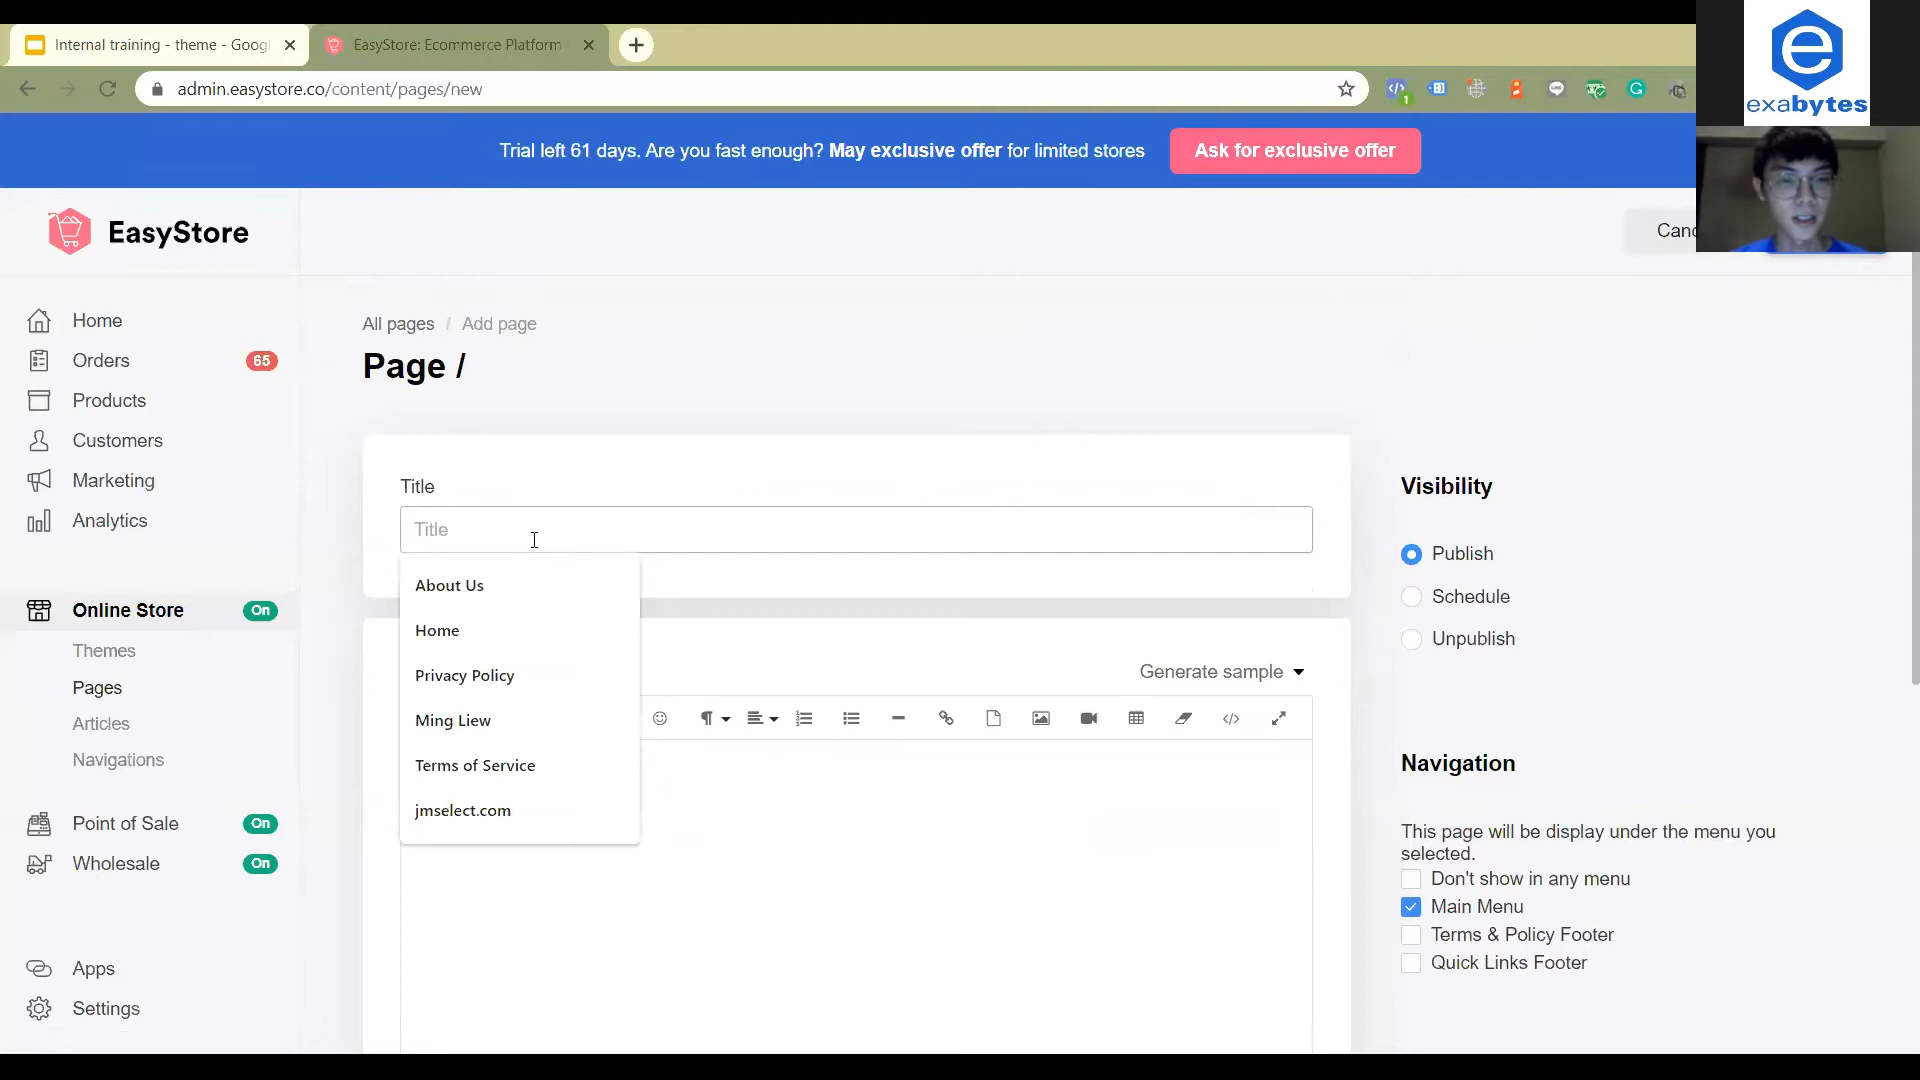 Internal training - theme - Goog
EasyStore: Ecommerce Platform
admin.easystore.co/content/pages/new
1
e
exabytes
Trial left 61 days. Are you fast enough? May exclusive offer for limited stores
Ask for exclusive offer
EasyStore
Canc
Home
Orders
65
Products
Customers
Marketing
Analytics
Online Store
On
Themes
Pages
Articles
Navigations
Point of Sale
On
Wholesale
On
Apps
Settings
All pages / Add page
Page /
Title
Title
About Us
Home
Privacy Policy
Ming Liew
Terms of Service
jmselect.com
Generate sample
Visibility
Publish
Schedule
Unpublish
Navigation
This page will be display under the menu you
selected.
Don't show in any menu
Main Menu
Terms & Policy Footer
Quick Links Footer